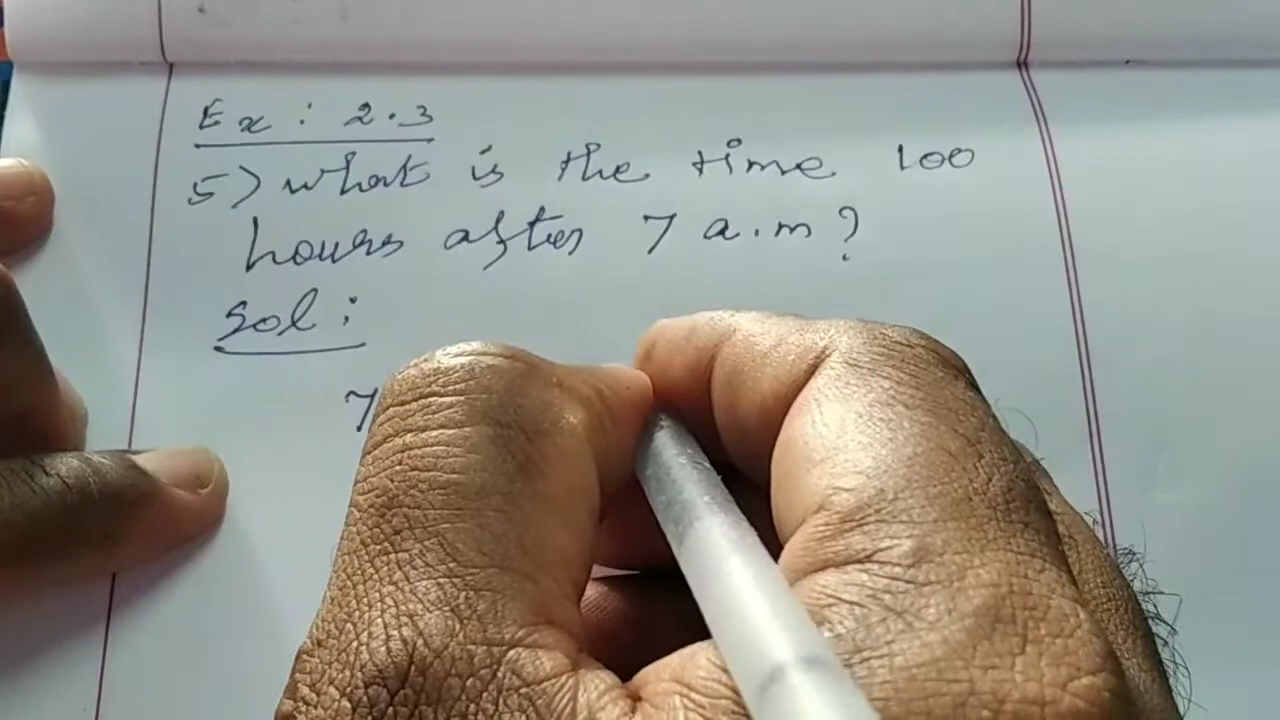 Ex : 2.3
5) What is the time 100
hours after 7 a.m ?
Sol :
7